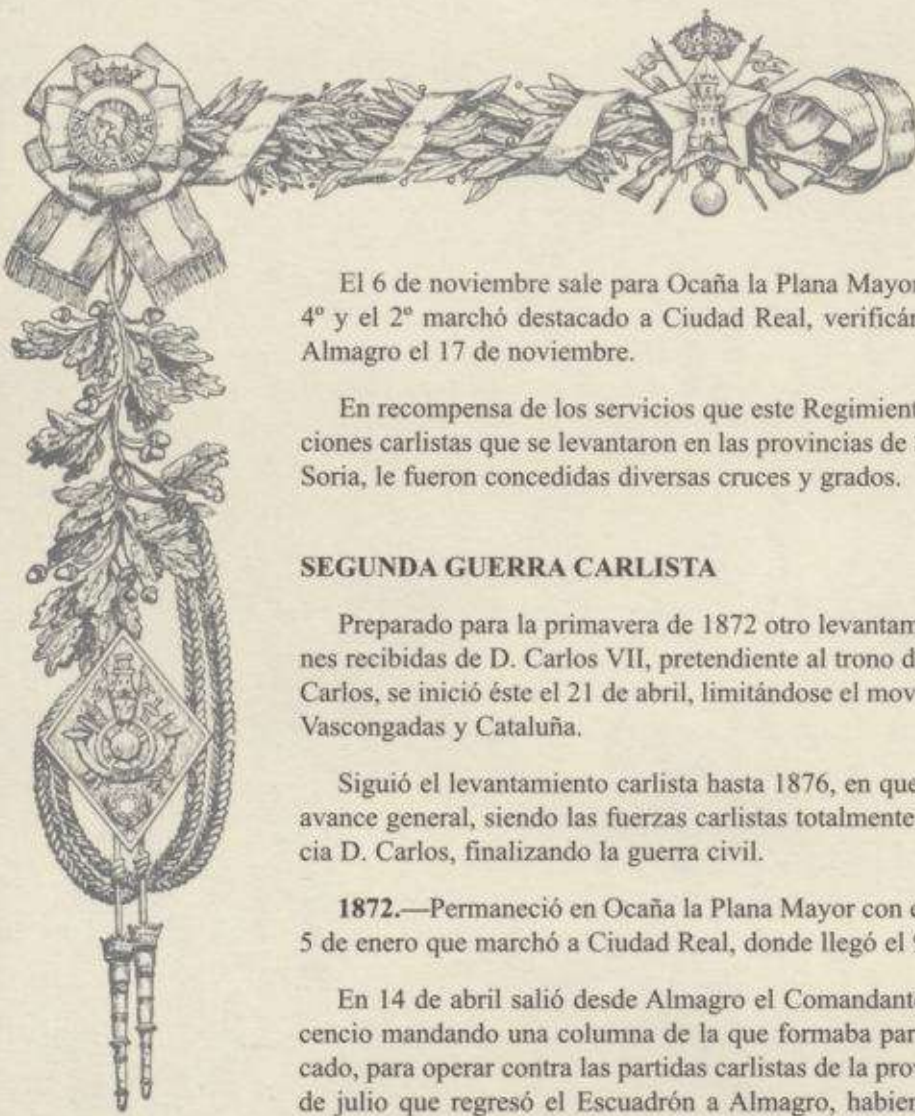 El 6 de noviembre sale para Ocaña la Plana Mayor
4º y el 2º marchó destacado a Ciudad Real, verificán
Almagro el 17 de noviembre.
En recompensa de los servicios que este Regimient
ciones carlistas que se levantaron en las provincias de
Soria, le fueron concedidas diversas cruces y grados.
SEGUNDA GUERRA CARLISTA
Preparado para la primavera de 1872 otro levantam
nes recibidas de D. Carlos VII, pretendiente al trono d
Carlos, se inició éste el 21 de abril, limitándose el mov
Vascongadas y Cataluña.
Siguió el levantamiento carlista hasta 1876, en que
avance general, siendo las fuerzas carlistas totalmente
cia D. Carlos, finalizando la guerra civil.
1872.—Permaneció en Ocaña la Plana Mayor con
5 de enero que marchó a Ciudad Real, donde llegó el
En 14 de abril salió desde Almagro el Comandante
cencio mandando una columna de la que formaba par
cado, para operar contra las partidas carlistas de la pro
de julio que regresó el Escuadrón a Almagro, habien